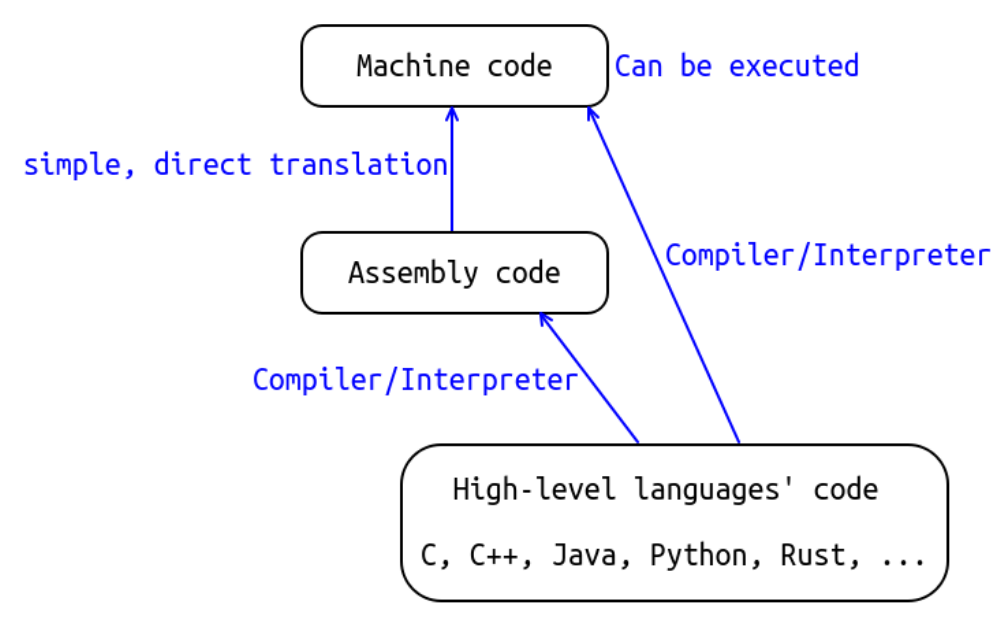 Machine code
Can be executed
simple, direct translation
Compiler/Interpreter
Assembly code
Compiler/Interpreter
High-level languages' code
C, C++, Java, Python, Rust, ...